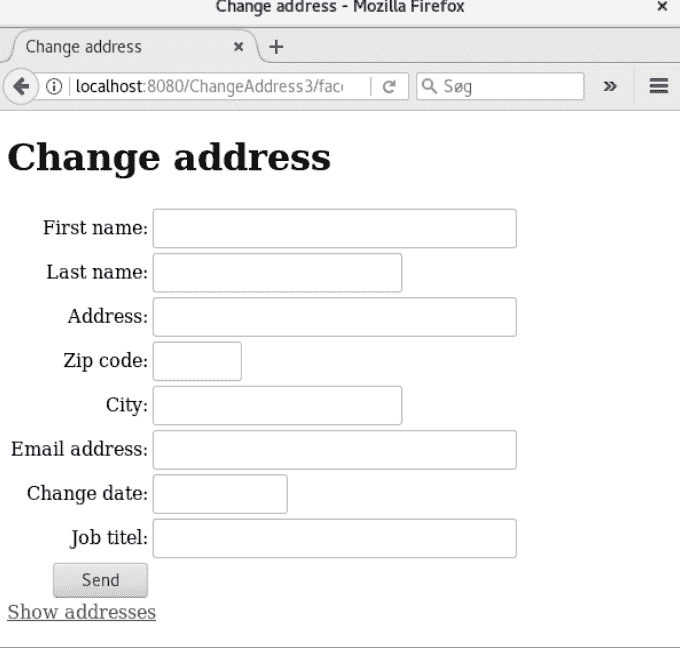 Change address - Mozilla Firefox
Change address
localhost:8080/ChangeAddress3/fac
Søg
Change address
First name:
Last name:
Address:
Zip code:
City:
Email address:
Change date:
Job titel:
Send
Show addresses